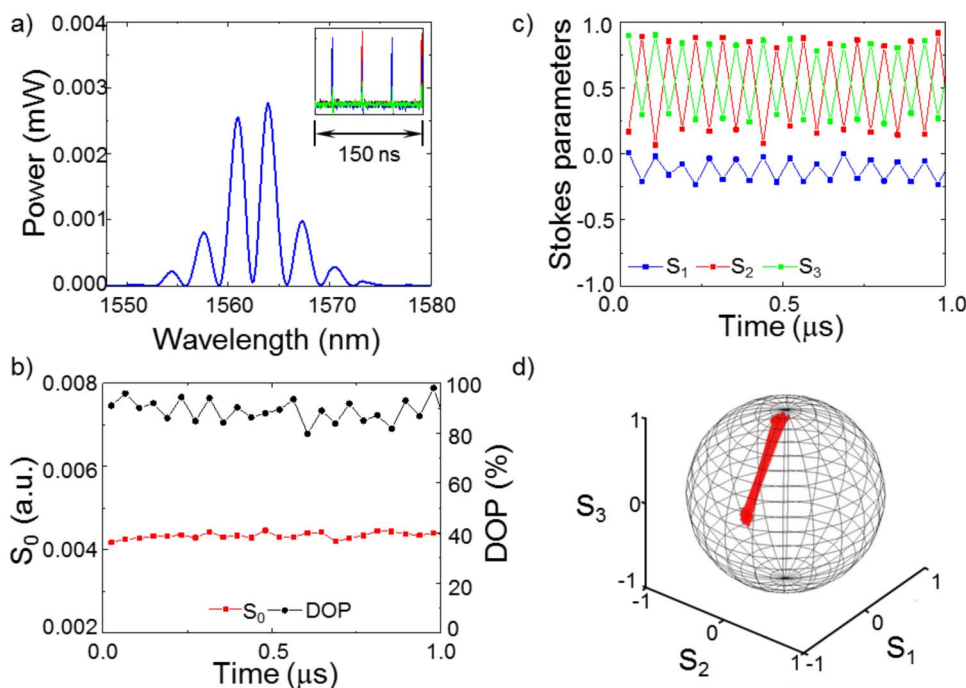 a)
0.004
0.003
0.002
0.001
0.000
Power (mW)
150 ns
1550 1560 1570 1580
Wavelength (nm)
b)
0.008
0.006
0.004
0.002
S0 (a.u.)
100
80
60
40
20
0
DOP (%)
S0 DOP
0.0 0.5 1.0
Time (μs)
c)
1.0
0.5
0.0
-0.5
-1.0
Stokes parameters
S1 S2 S3
0.0 0.5 1.0
Time (μs)
d)
1
0
-1
S3
-1
0
1
S2
-1
0
1
S1